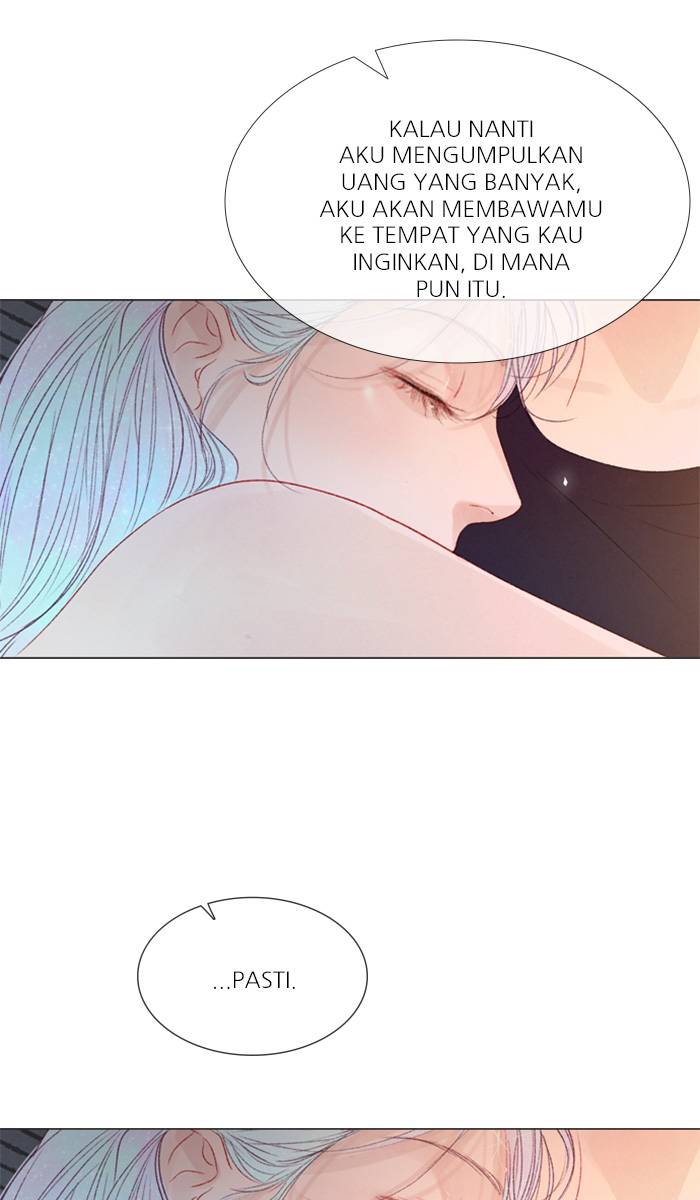 KALAU NANTI
AKU MENGUMPULKAN
UANG YANG BANYAK,
AKU AKAN MEMBAWAMU
KE TEMPAT YANG KAU
INGINKAN, DI MANA
PUN ITU.
...PASTI.